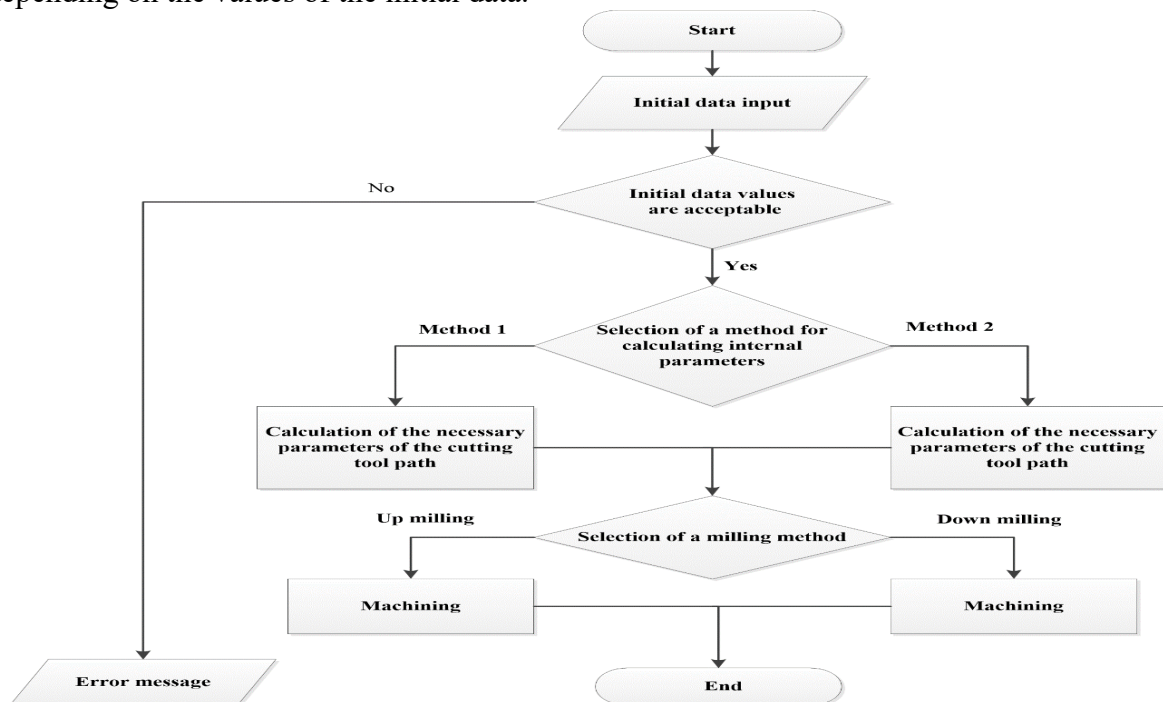 depending on the values of the initial data.
Start
Initial data input
No
Initial data values
are acceptable
Yes
Method 1
Selection of a method for
calculating internal
parameters
Method 2
Calculation of the necessary
parameters of the cutting
tool path
Calculation of the necessary
parameters of the cutting
tool path
Up milling
Selection of a milling method
Down milling
Machining
Machining
Error message
End